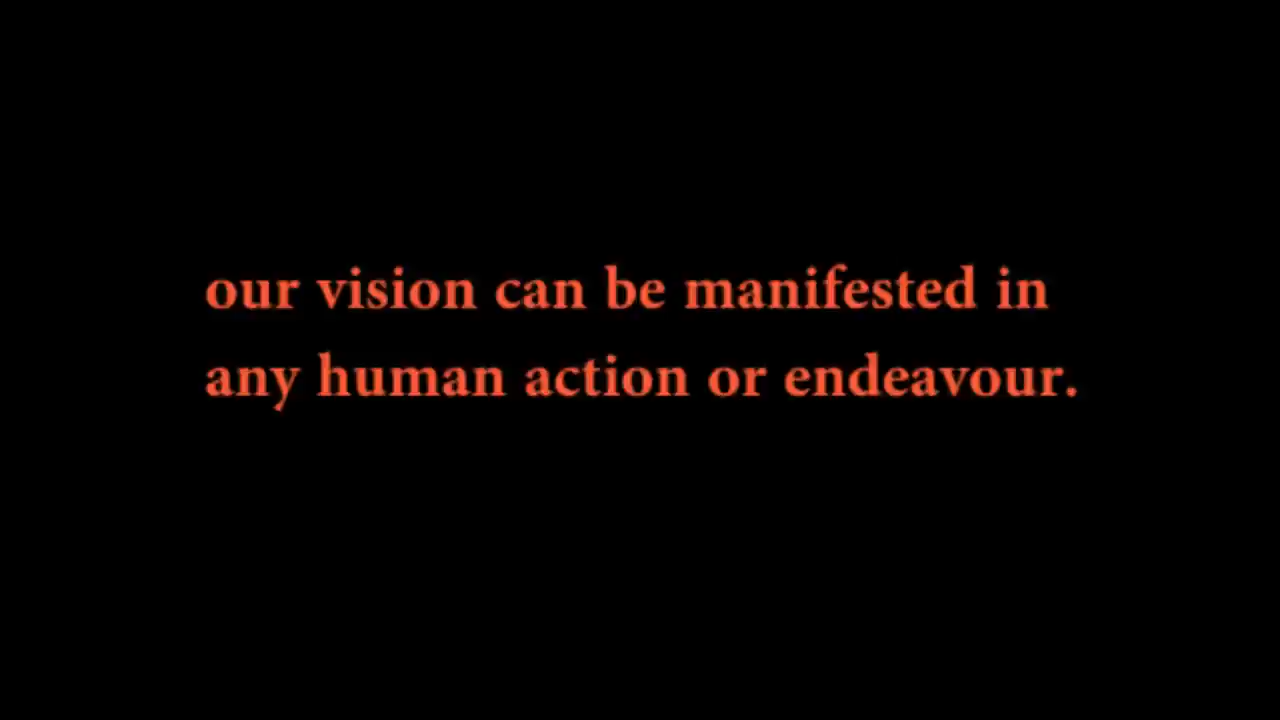 our vision can be manifested in
any human action or endeavour.